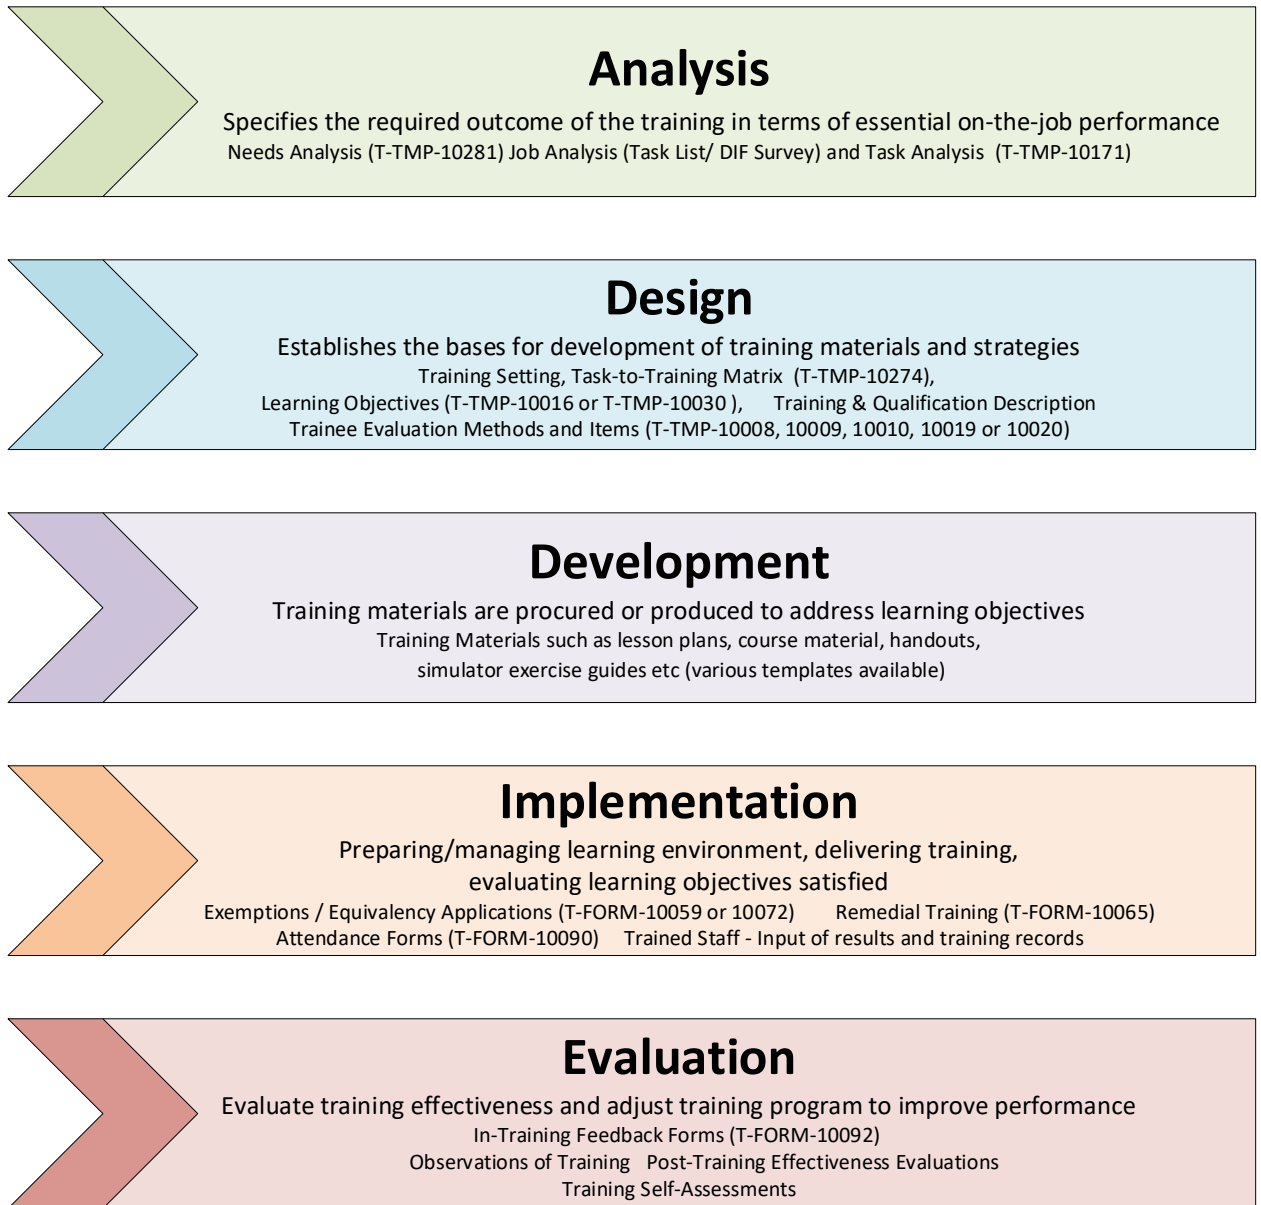 Analysis
Specifies the required outcome of the training in terms of essential on-the-job performance
Needs Analysis (T-TMP-10281) Job Analysis (Task List/ DIF Survey) and Task Analysis (T-TMP-10171)
Design
Establishes the bases for development of training materials and strategies
Training Setting, Task-to-Training Matrix (T-TMP-10274),
Learning Objectives (T-TMP-10016 or T-TMP-10030 ), Training & Qualification Description
Trainee Evaluation Methods and Items (T-TMP-10008, 10009, 10010, 10019 or 10020)
Development
Training materials are procured or produced to address learning objectives
Training Materials such as lesson plans, course material, handouts,
simulator exercise guides etc (various templates available)
Implementation
Preparing/managing learning environment, delivering training,
evaluating learning objectives satisfied
Exemptions / Equivalency Applications (T-FORM-10059 or 10072) Remedial Training (T-FORM-10065)
Attendance Forms (T-FORM-10090) Trained Staff - Input of results and training records
Evaluation
Evaluate training effectiveness and adjust training program to improve performance
In-Training Feedback Forms (T-FORM-10092)
Observations of Training Post-Training Effectiveness Evaluations
Training Self-Assessments